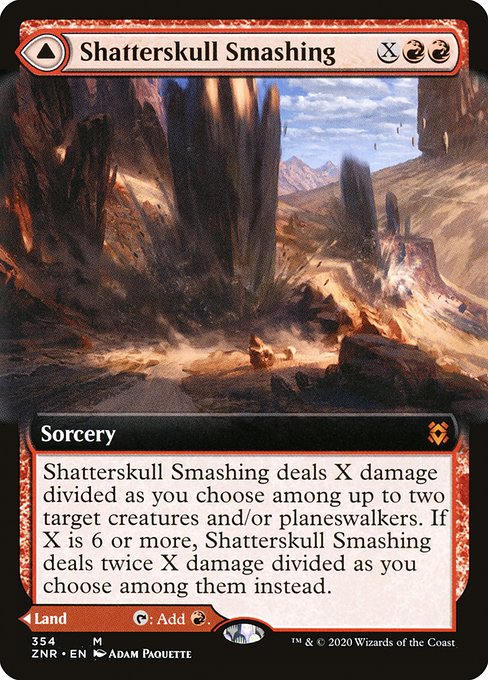 Shatterskull Smashing X
Sorcery
Shatterskull Smashing deals X damage
divided as you choose among up to two
target creatures and/or planeswalkers. If
X is 6 or more, Shatterskull Smashing
deals twice X damage divided as you
choose among them instead.
Land : Add .
354 M
ZNR • EN Adam Paquette
™ & © 2020 Wizards of the Coast